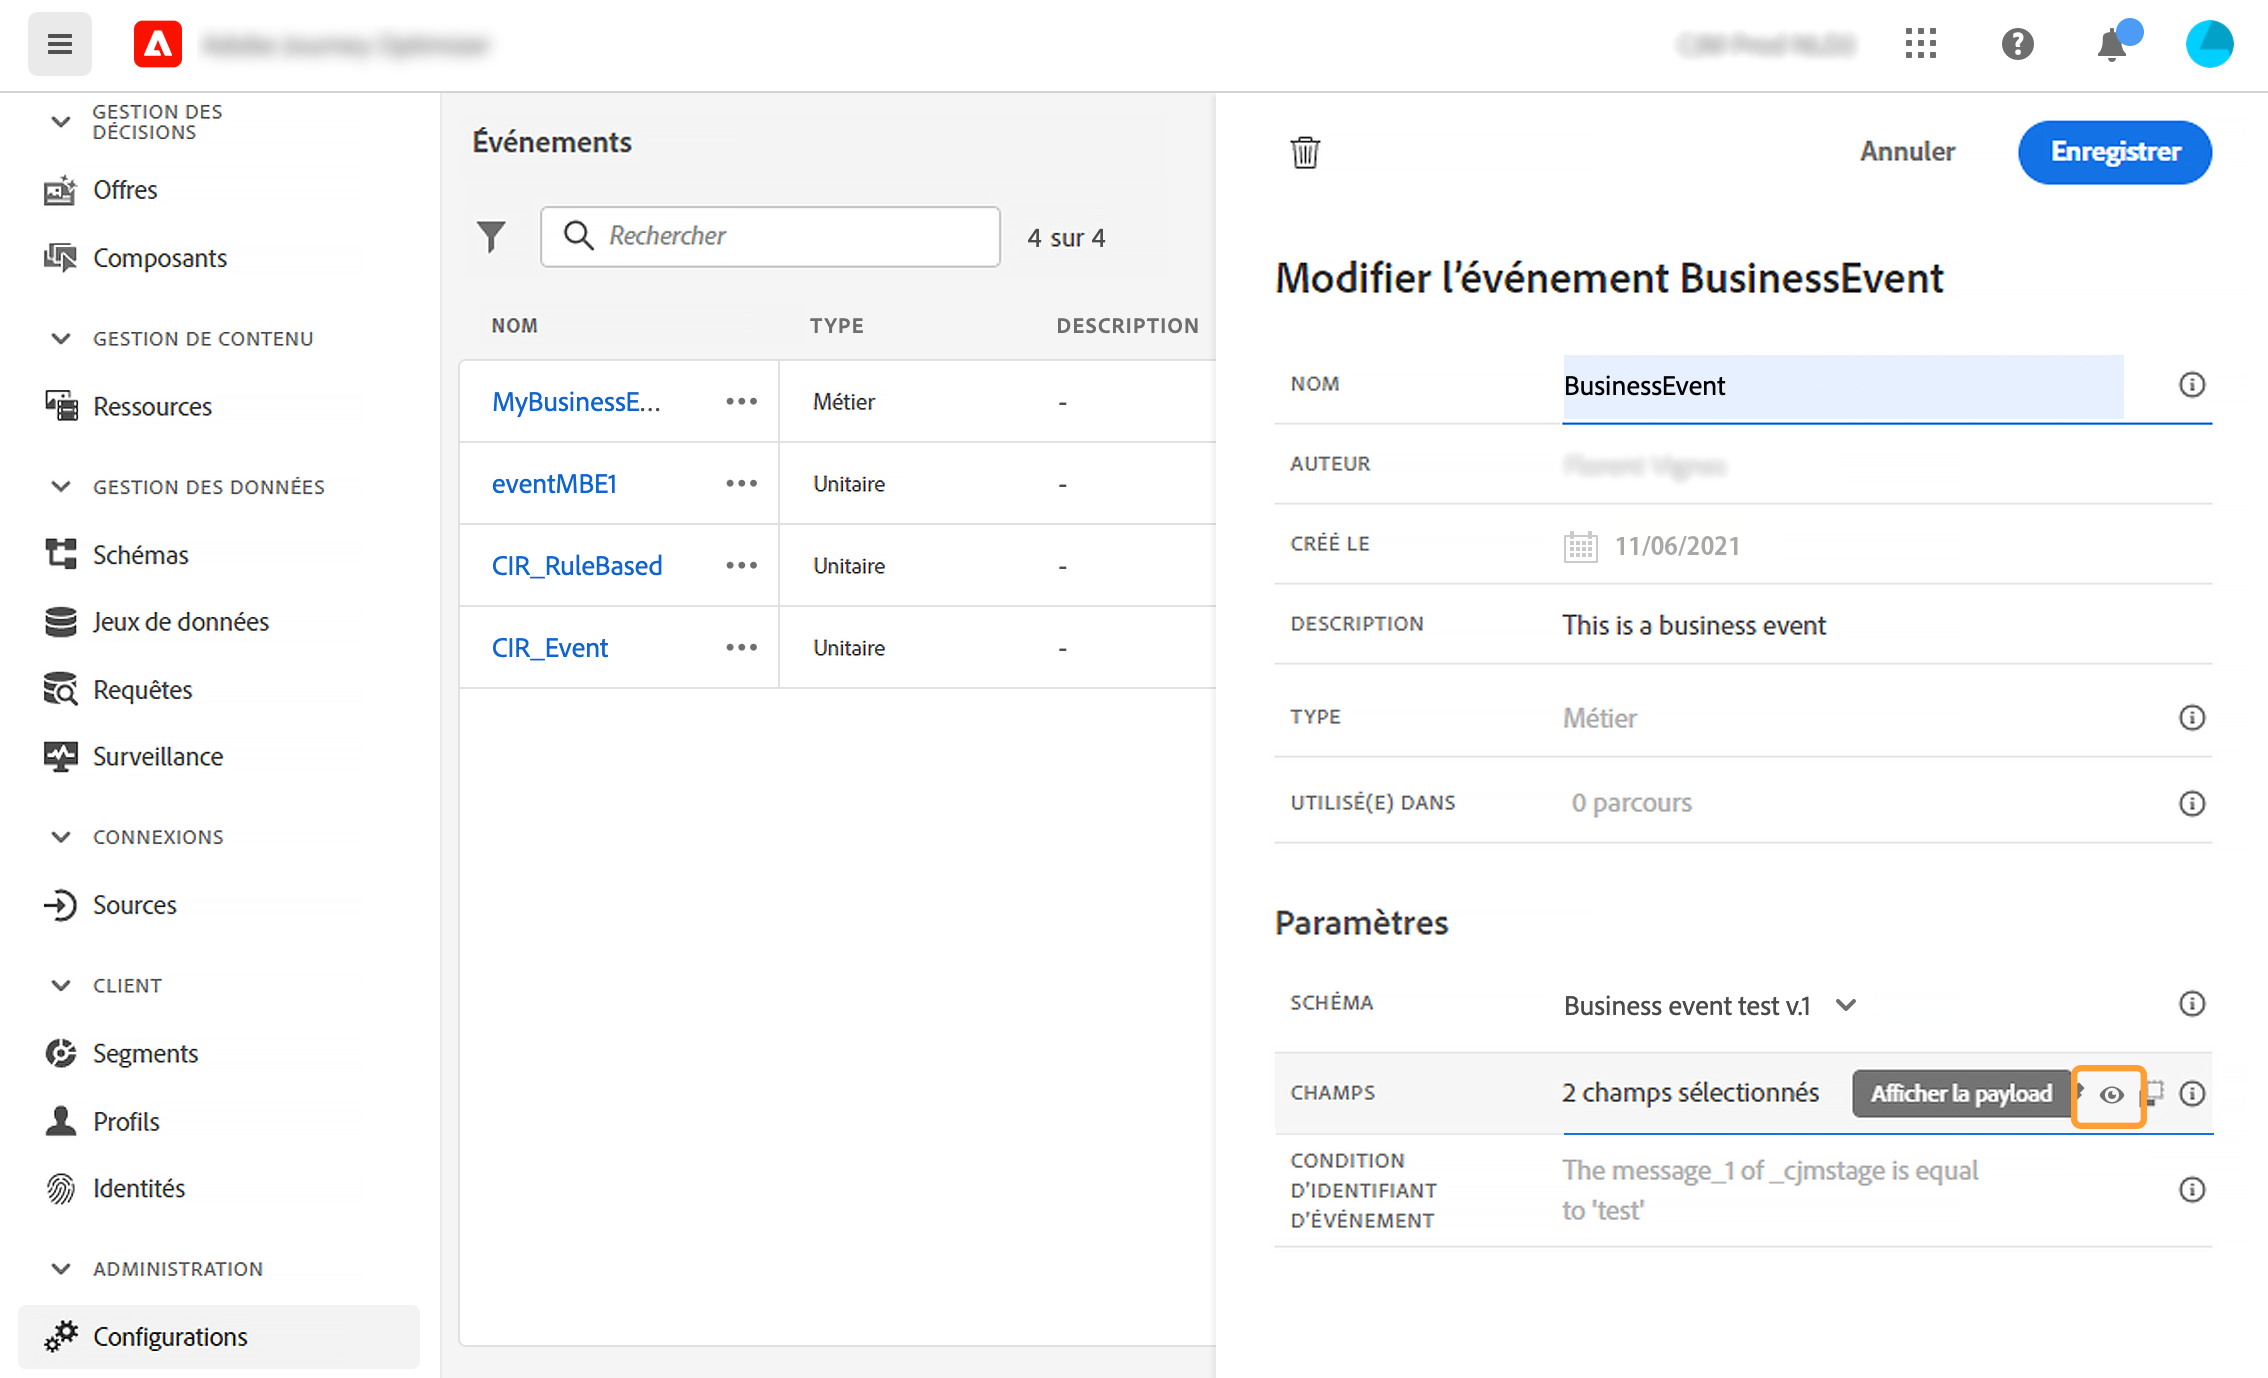 GESTION DES
DÉCISIONS
Offres
Composants
GESTION DE CONTENU
Ressources
GESTION DES DONNÉES
Schémas
Jeux de données
Requêtes
Surveillance
CONNEXIONS
Sources
CLIENT
Segments
Profils
Identités
ADMINISTRATION
Configurations
Événements
Rechercher
4 sur 4
NOM TYPE DESCRIPTION
MyBusinessE... ••• Métier -
eventMBE1 ••• Unitaire -
CIR_RuleBased ••• Unitaire -
CIR_Event ••• Unitaire -
Annuler
Enregistrer
Modifier l’événement BusinessEvent
NOM BusinessEvent
AUTEUR
CRÉÉ LE 11/06/2021
DESCRIPTION This is a business event
TYPE Métier
UTILISÉ(E) DANS 0 parcours
Paramètres
SCHÉMA Business event test v.1
CHAMPS 2 champs sélectionnés Afficher la payload
CONDITION
D'IDENTIFIANT
D'ÉVÉNEMENT
The message_1 of _cjmstage is equal
to 'test'